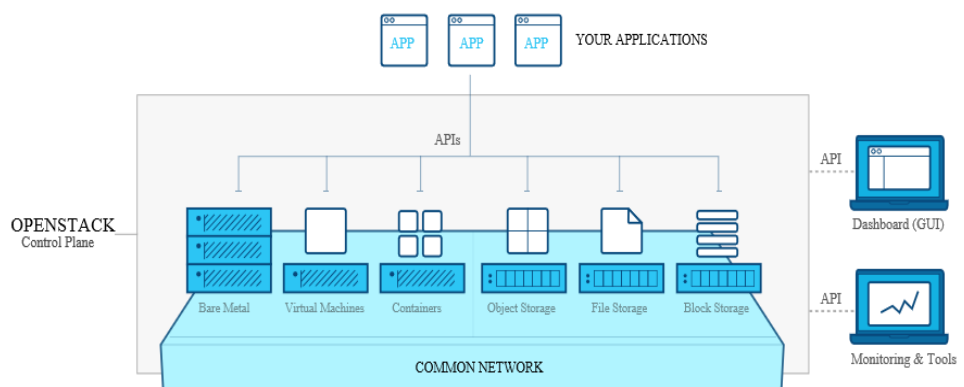 APP APP APP YOUR APPLICATIONS
APIs
API
OPENSTACK
Control Plane
Dashboard (GUI)
Bare Metal Virtual Machines Containers Object Storage File Storage Block Storage
API
Monitoring & Tools
COMMON NETWORK